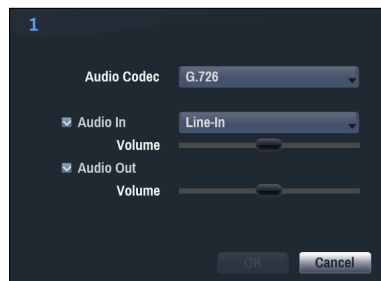 1
Audio Codec G.726
Audio In Line-In
Volume
Audio Out
Volume
OK Cancel